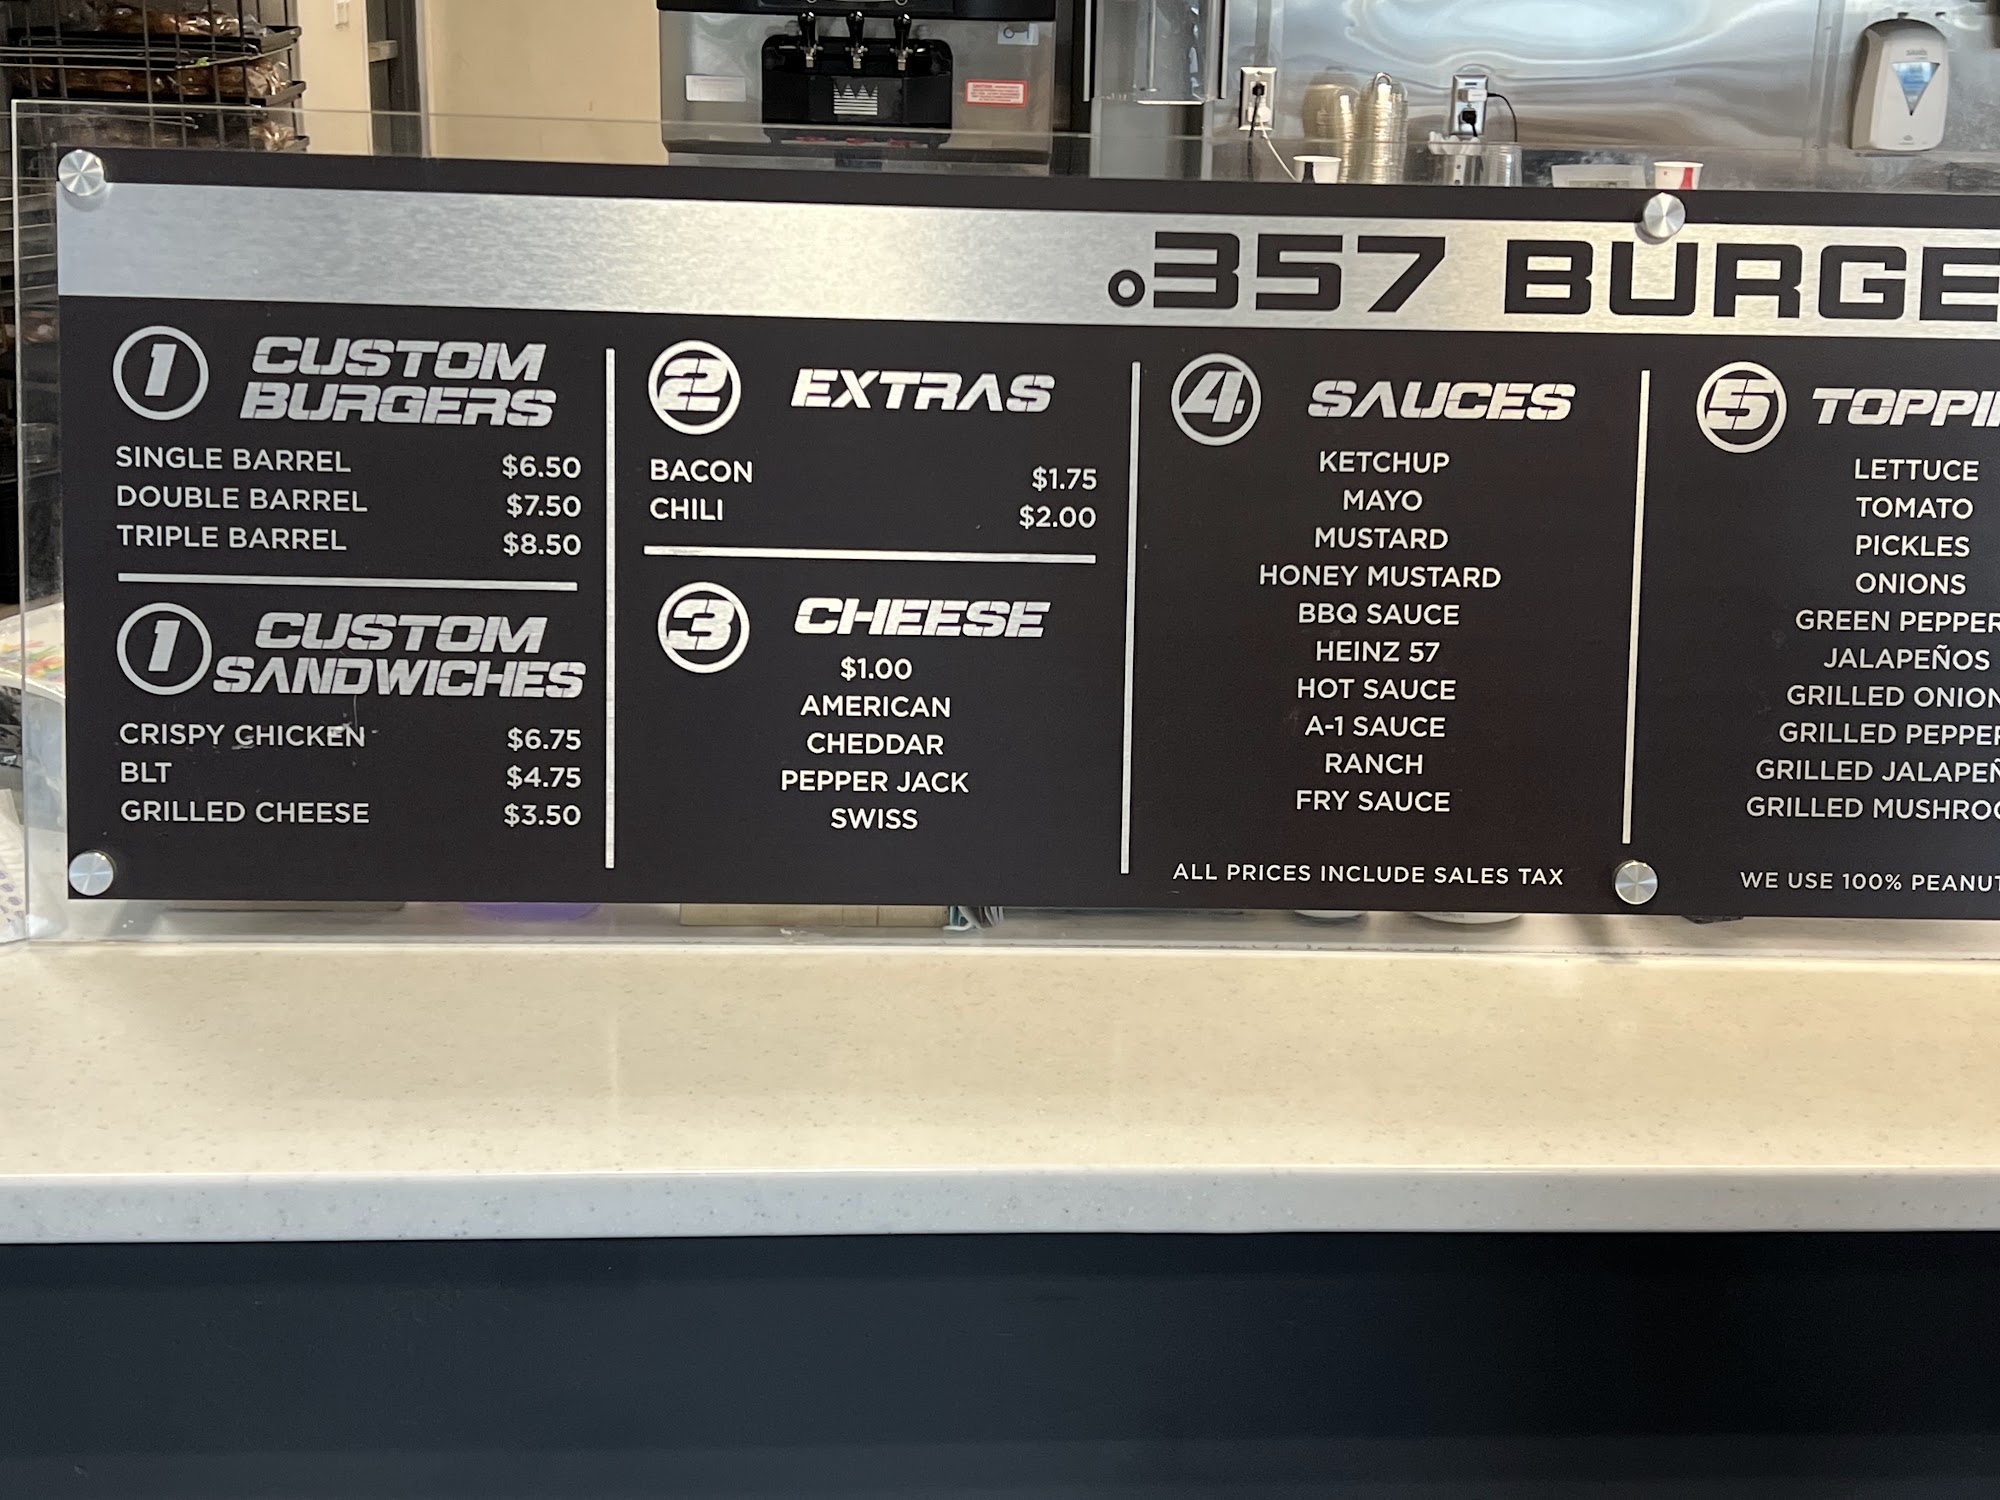 .357 BURGE
1 CUSTOM
BURGERS
SINGLE BARREL $6.50
DOUBLE BARREL $7.50
TRIPLE BARREL $8.50
1 CUSTOM
SANDWICHES
CRISPY CHICKEN $6.75
BLT $4.75
GRILLED CHEESE $3.50
2 EXTRAS
BACON $1.75
CHILI $2.00
3 CHEESE
$1.00
AMERICAN
CHEDDAR
PEPPER JACK
SWISS
4 SAUCES
KETCHUP
MAYO
MUSTARD
HONEY MUSTARD
BBQ SAUCE
HEINZ 57
HOT SAUCE
A-1 SAUCE
RANCH
FRY SAUCE
ALL PRICES INCLUDE SALES TAX
5 TOPPI
LETTUCE
TOMATO
PICKLES
ONIONS
GREEN PEPPER
JALAPEÑOS
GRILLED ONION
GRILLED PEPPER
GRILLED JALAPEÑ
GRILLED MUSHROO
WE USE 100% PEANUT